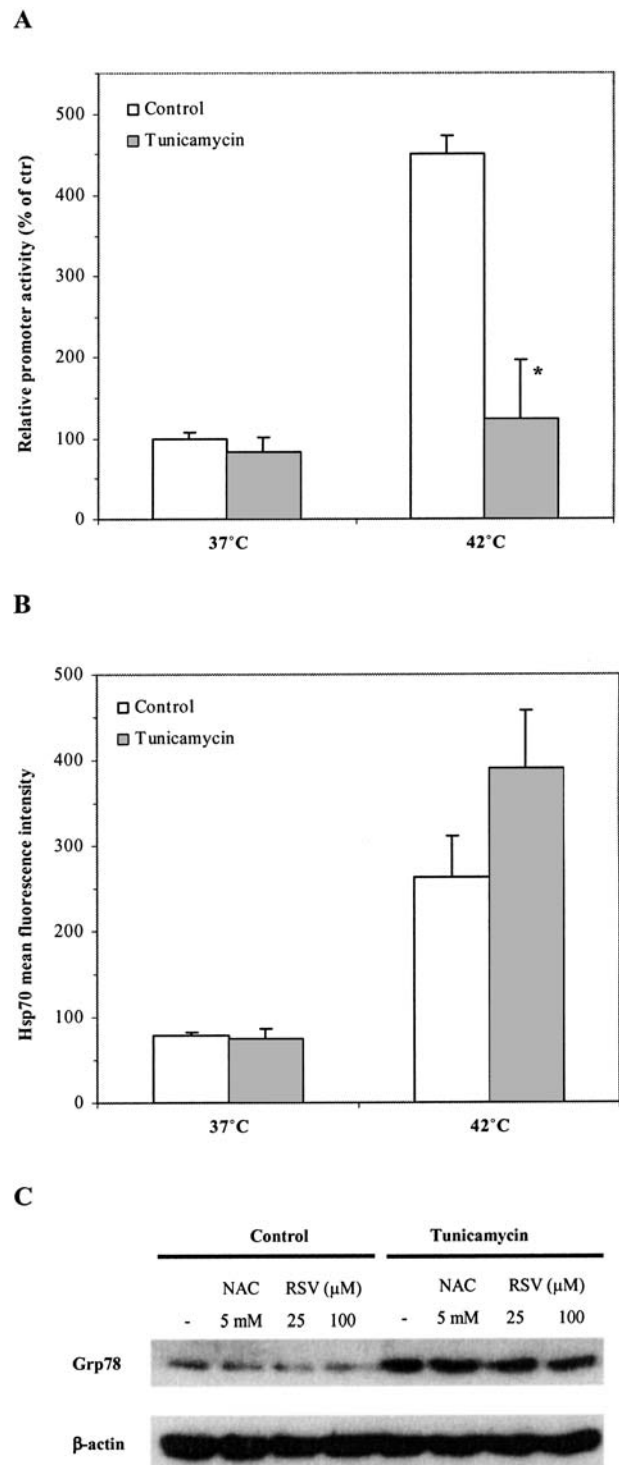 A
Relative promoter activity (% of ctr)
500
400
300
200
100
0
Control
Tunicamycin
*
37˚C
42˚C
B
Hsp70 mean fluorescence intensity
500
400
300
200
100
0
Control
Tunicamycin
37˚C
42˚C
C
Control
Tunicamycin
NAC
RSV (µM)
NAC
RSV (µM)
-
5 mM
25
100
-
5 mM
25
100
Grp78
β-actin